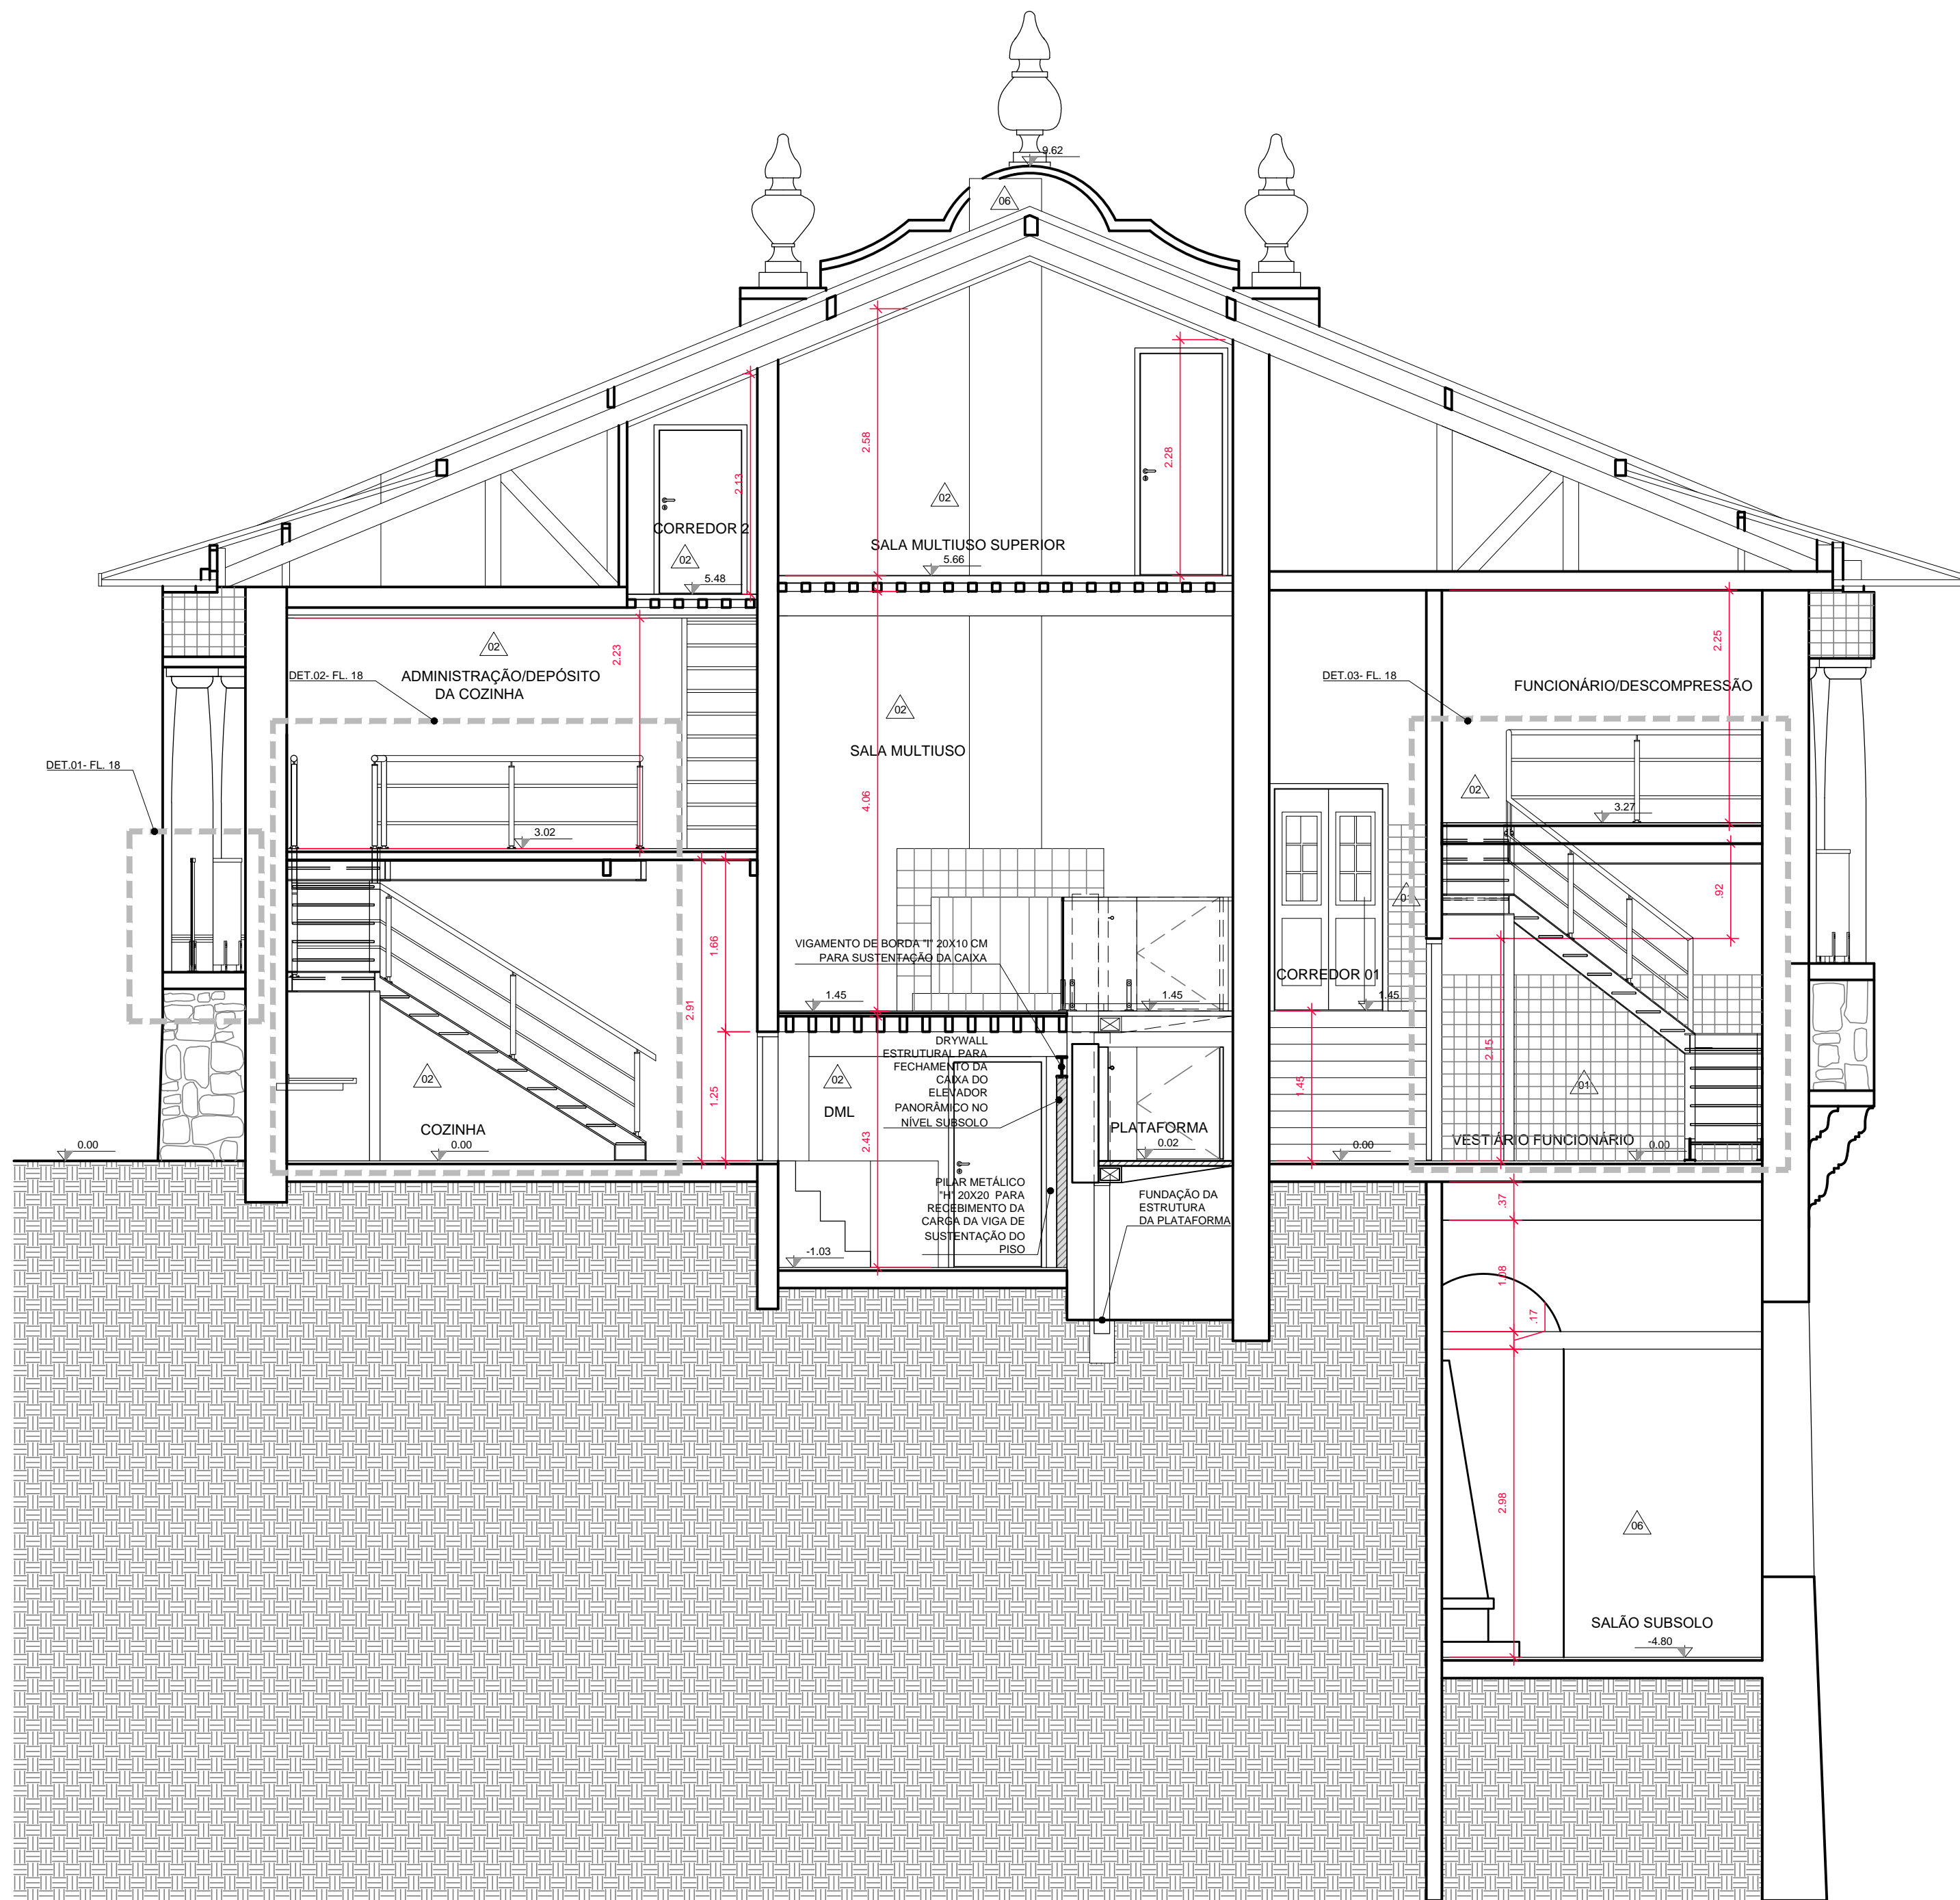 9.62
06
2.58
2.28
2.13
02
CORREDOR 2
02
5.48
SALA MULTIUSO SUPERIOR
5.66
02
2.23
2.25
DET.02- FL. 18
ADMINISTRAÇÃO/DEPÓSITO
DA COZINHA
DET.03- FL. 18
FUNCIONÁRIO/DESCOMPRESSÃO
02
SALA MULTIUSO
DET.01- FL. 18
4.06
02
3.02
3.27
.92
01
1.66
VIGAMENTO DE BORDA "I" 20X10 CM
PARA SUSTENTAÇÃO DA CAIXA
CORREDOR 01
1.45
1.45
1.45
2.91
DRYWALL
ESTRUTURAL PARA
FECHAMENTO DA
CAIXA DO
ELEVADOR
PANORÂMICO NO
NÍVEL SUBSOLO
2.15
02
02
1.25
1.45
01
DML
COZINHA
0.00
0.00
2.43
PLATAFORMA
0.02
0.00
VESTIÁRIO FUNCIONÁRIO
0.00
PILAR METÁLICO
"H" 20X20 PARA
RECEBIMENTO DA
CARGA DA VIGA DE
SUSTENTAÇÃO DO
PISO
FUNDAÇÃO DA
ESTRUTURA
DA PLATAFORMA
-1.03
.37
1.08
.17
2.98
06
SALÃO SUBSOLO
-4.80